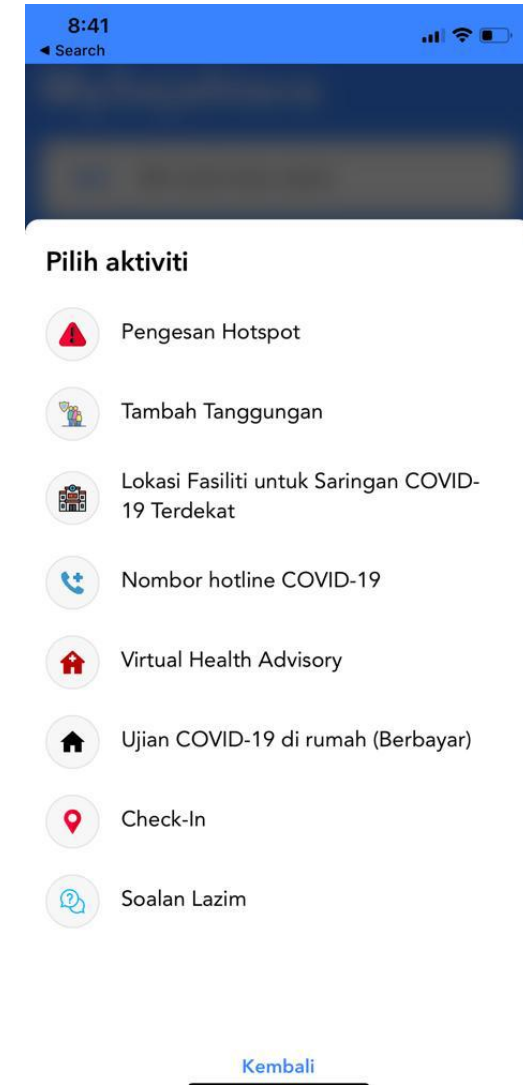 8:41
◀ Search
Pilih aktiviti
Pengesan Hotspot
Tambah Tanggungan
Lokasi Fasiliti untuk Saringan COVID-
19 Terdekat
Nombor hotline COVID-19
Virtual Health Advisory
Ujian COVID-19 di rumah (Berbayar)
Check-In
Soalan Lazim
Kembali